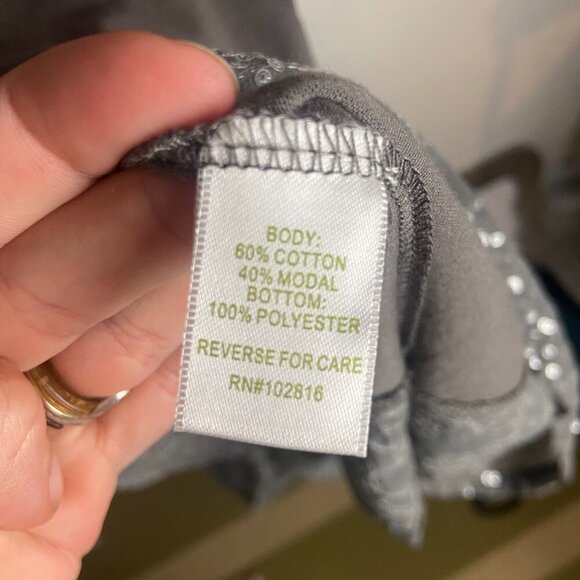 BODY:
60% COTTON
40% MODAL
BOTTOM:
100% POLYESTER
REVERSE FOR CARE
RN#102816